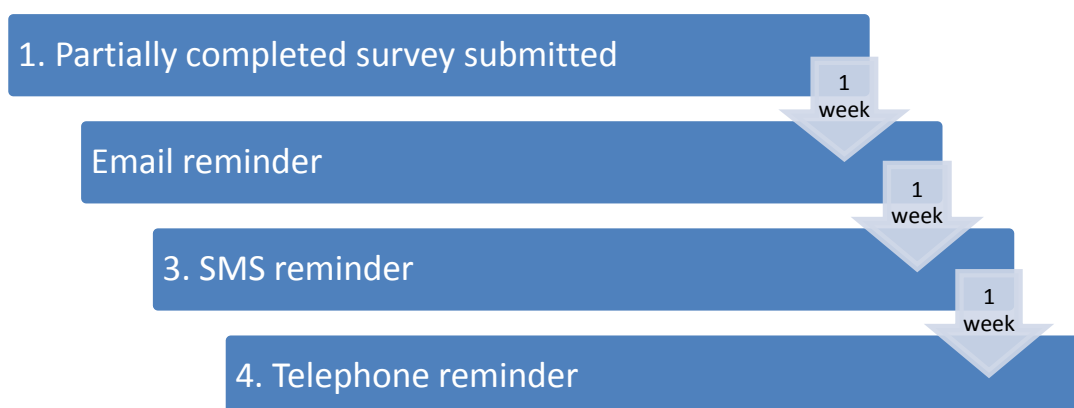 1. Partially completed survey submitted
1
week
Email reminder
1
week
3. SMS reminder
1
week
4. Telephone reminder